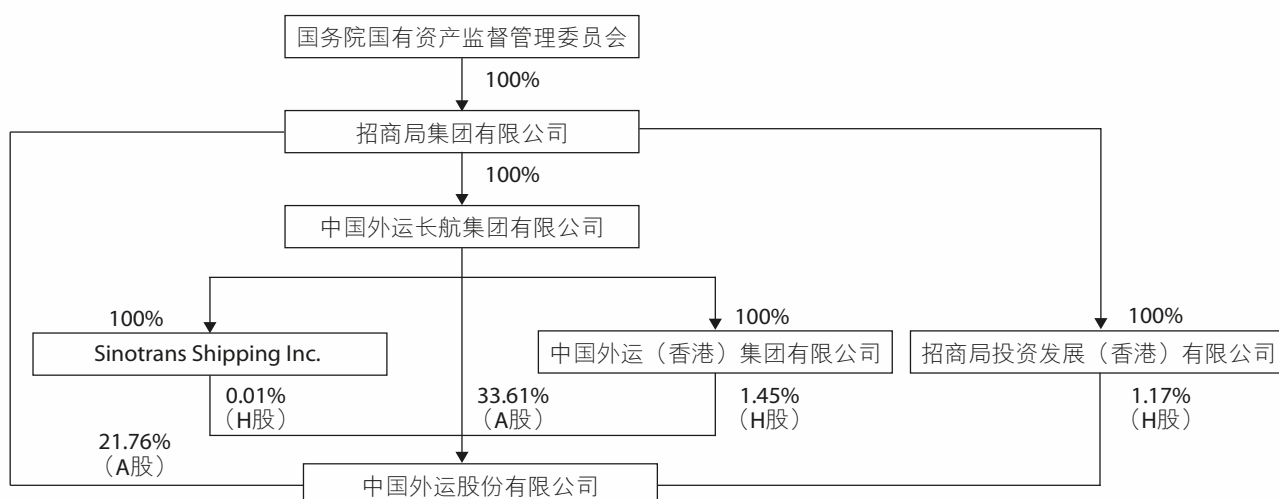 国务院国有资产监督管理委员会
100%
招商局集团有限公司
100%
中国外运长航集团有限公司
100%
100%
100%
Sinotrans Shipping Inc.
中国外运（香港）集团有限公司
招商局投资发展（香港）有限公司
0.01%
（H股）
33.61%
（A股）
1.45%
（H股）
1.17%
（H股）
21.76%
（A股）
中国外运股份有限公司